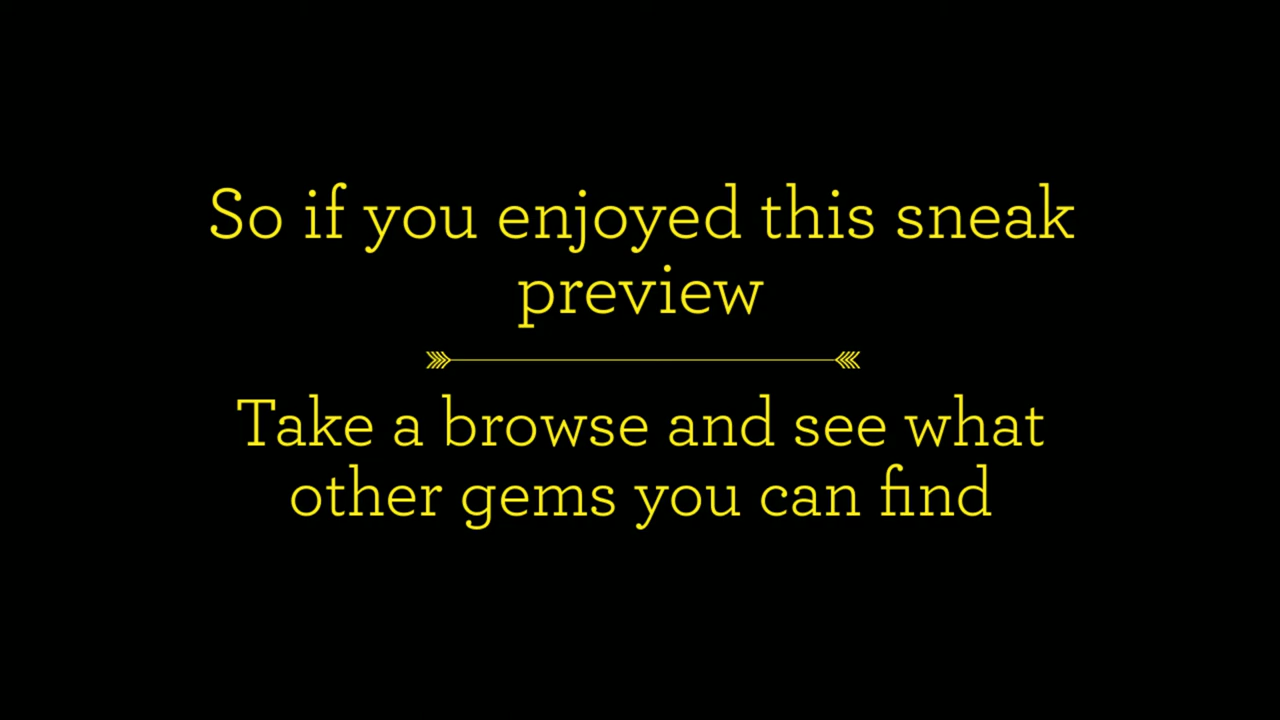 So if you enjoyed this sneak
preview
Take a browse and see what
other gems you can find